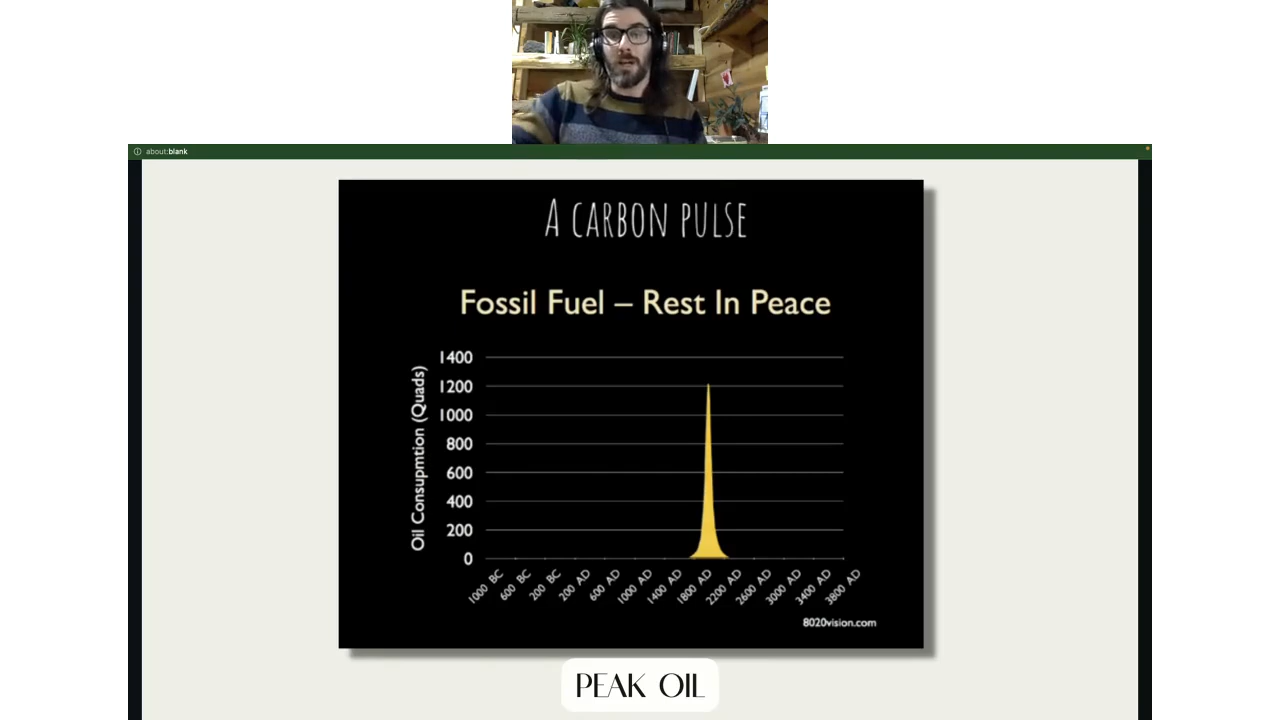 about:blank
A CARBON PULSE
Fossil Fuel – Rest In Peace
Oil Consupmtion (Quads)
1400
1200
1000
800
600
400
200
0
1000 BC
600 BC
200 BC
200 AD
600 AD
1000 AD
1400 AD
1800 AD
2200 AD
2600 AD
3000 AD
3400 AD
3800 AD
8020vision.com
PEAK OIL